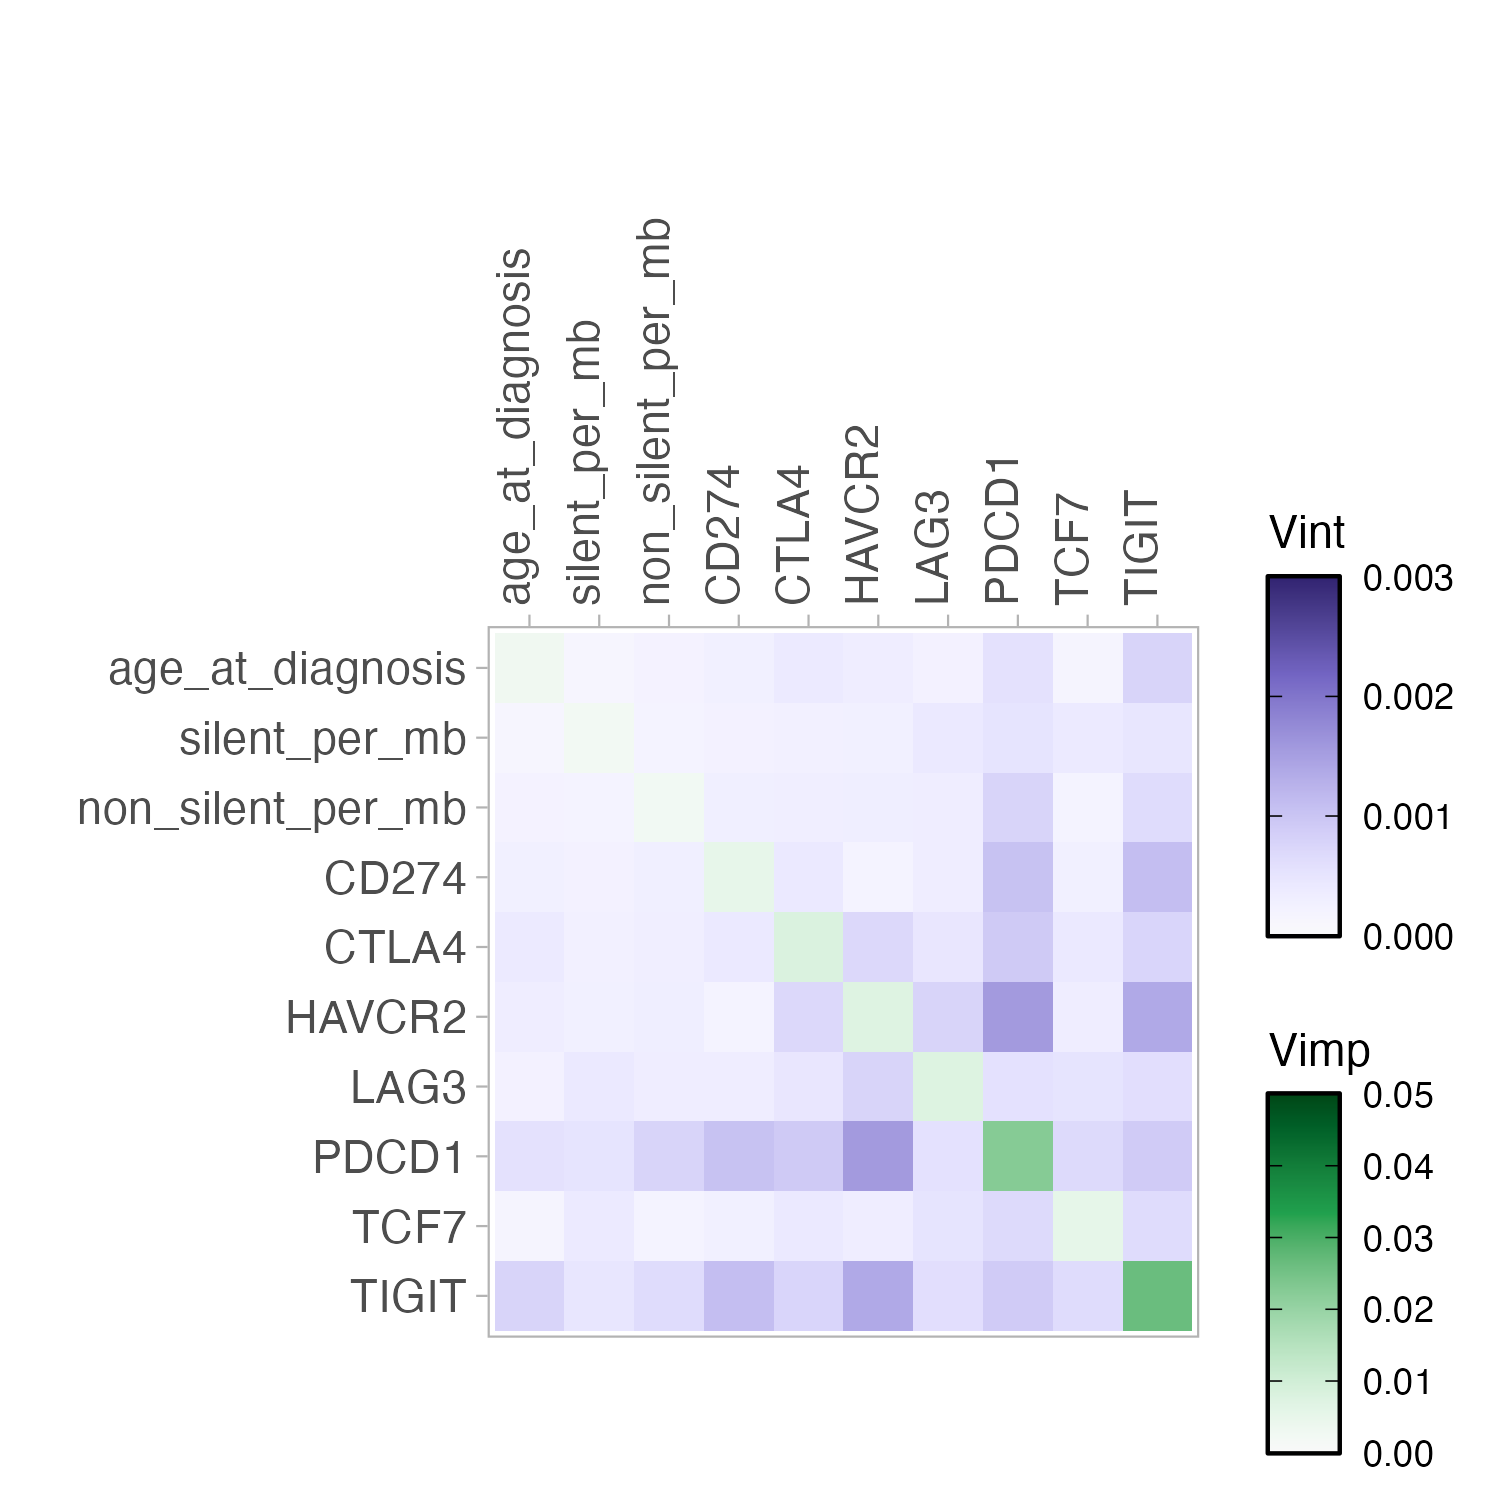 age_at_diagnosis
silent_per_mb
non_silent_per_mb
CD274
CTLA4
HAVCR2
LAG3
PDCD1
TCF7
TIGIT
age_at_diagnosis
silent_per_mb
non_silent_per_mb
CD274
CTLA4
HAVCR2
LAG3
PDCD1
TCF7
TIGIT
Vint
0.003
0.002
0.001
0.000
Vimp
0.05
0.04
0.03
0.02
0.01
0.00